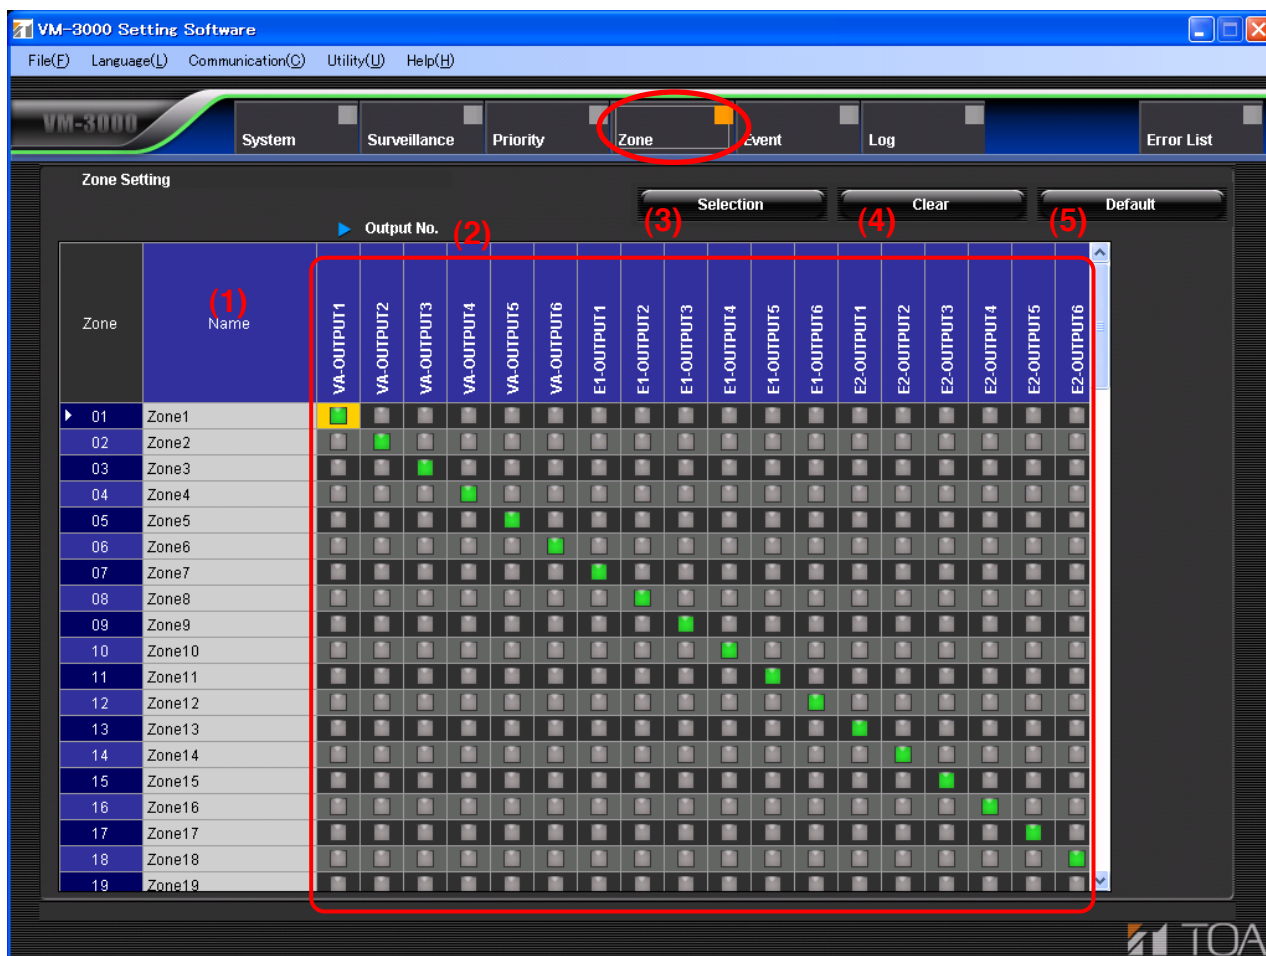 VM-3000 Setting Software
File(F) Language(L) Communication(C) Utility(U) Help(H)
VM-3000 System Surveillance Priority Zone Event Log Error List
Zone Setting
Selection Clear Default
(3) (4) (5)
Output No. (2)
Zone Name (1) VA-OUTPUT1 VA-OUTPUT2 VA-OUTPUT3 VA-OUTPUT4 VA-OUTPUT5 VA-OUTPUT6 E1-OUTPUT1 E1-OUTPUT2 E1-OUTPUT3 E1-OUTPUT4 E1-OUTPUT5 E1-OUTPUT6 E2-OUTPUT1 E2-OUTPUT2 E2-OUTPUT3 E2-OUTPUT4 E2-OUTPUT5 E2-OUTPUT6
01 Zone1
02 Zone2
03 Zone3
04 Zone4
05 Zone5
06 Zone6
07 Zone7
08 Zone8
09 Zone9
10 Zone10
11 Zone11
12 Zone12
13 Zone13
14 Zone14
15 Zone15
16 Zone16
17 Zone17
18 Zone18
19 Zone19
TOA